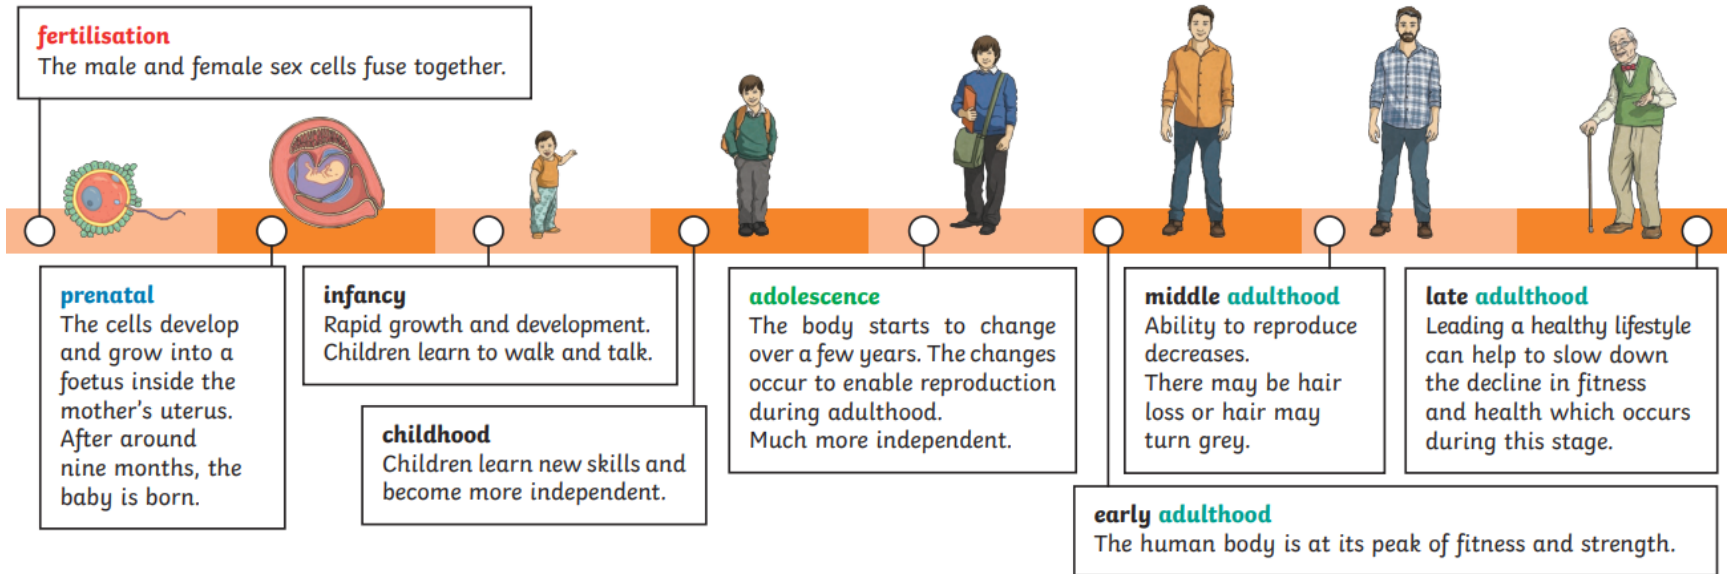 fertilisation
The male and female sex cells fuse together.
prenatal
The cells develop
and grow into a
foetus inside the
mother's uterus.
After around
nine months, the
baby is born.
infancy
Rapid growth and development.
Children learn to walk and talk.
childhood
Children learn new skills and
become more independent.
adolescence
The body starts to change
over a few years. The changes
occur to enable reproduction
during adulthood.
Much more independent.
early adulthood
The human body is at its peak of fitness and strength.
middle adulthood
Ability to reproduce
decreases.
There may be hair
loss or hair may
turn grey.
late adulthood
Leading a healthy lifestyle
can help to slow down
the decline in fitness
and health which occurs
during this stage.